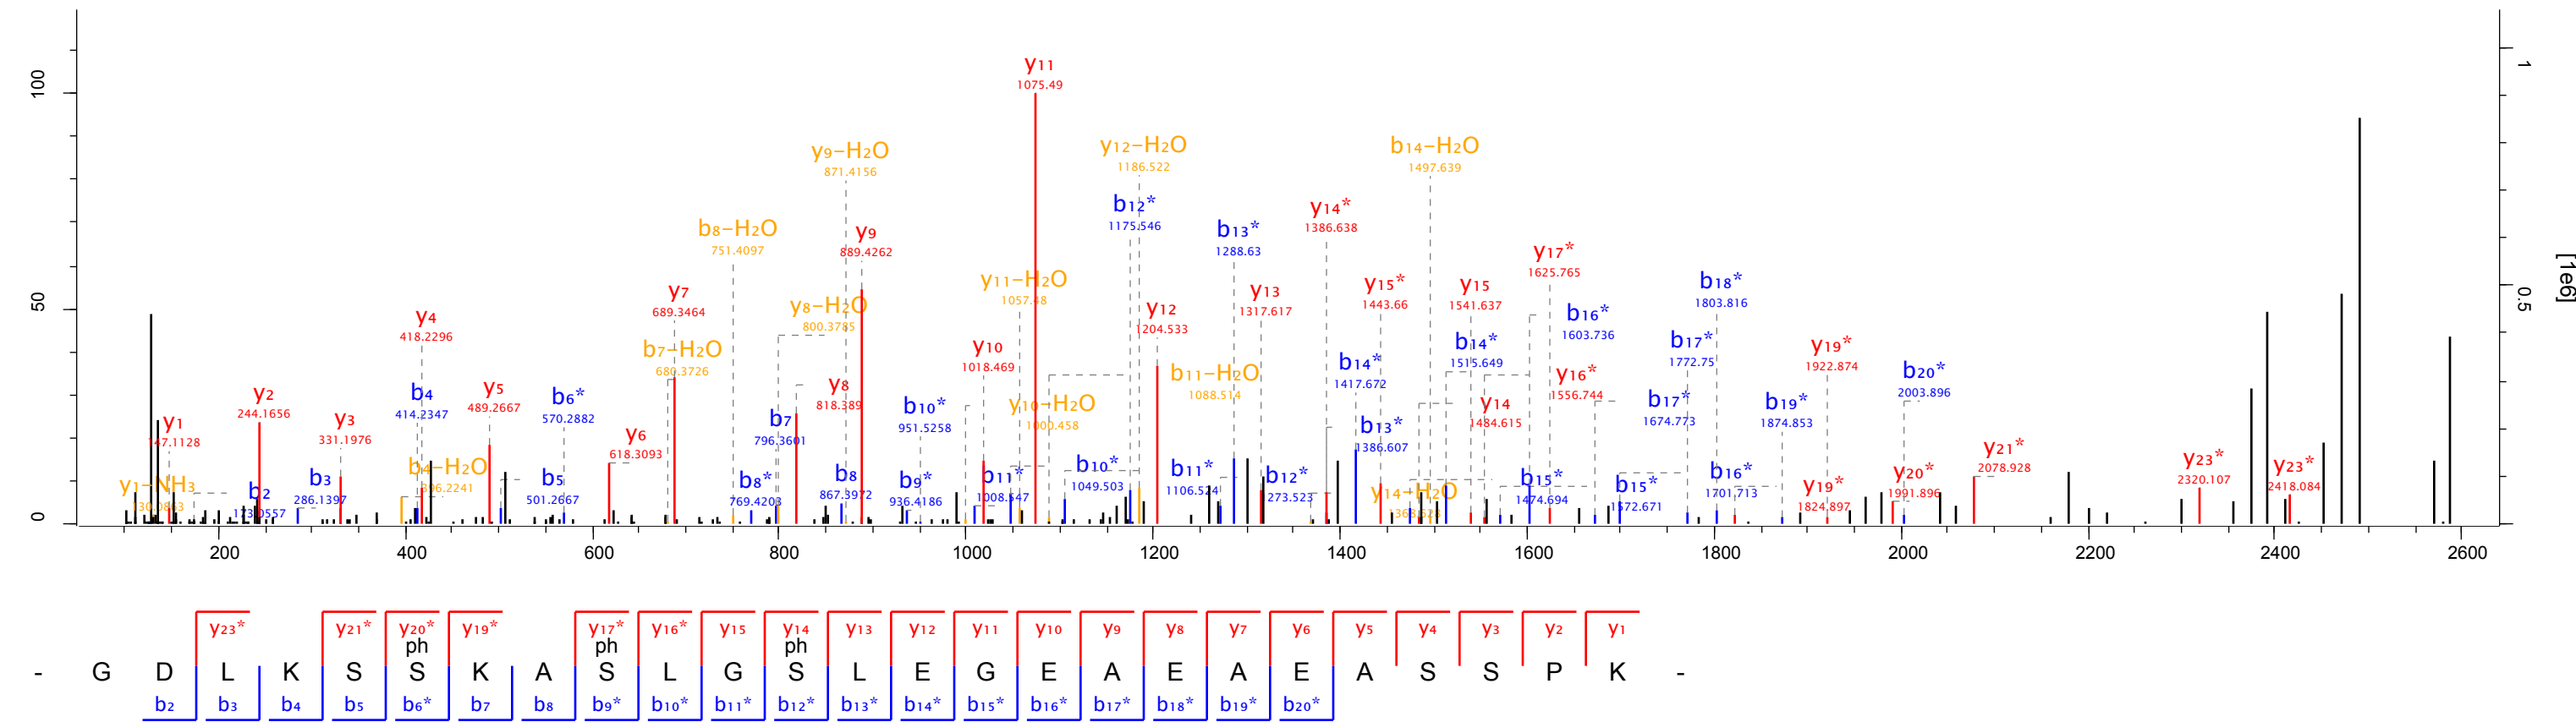 100
50
0
1
0.5
[1e6]
y₁₁
1075.49
y₉–H₂O
871.4156
y₁₂–H₂O
1186.522
b₁₄–H₂O
1497.639
b₁₂*
1175.546
y₁₄*
1386.638
b₈–H₂O
751.4097
y₉
889.4262
b₁₃*
1288.63
y₁₇*
1625.765
y₁₁–H₂O
1057.48
y₇
689.3464
y₁₅*
1443.66
y₁₅
1541.637
b₁₈*
1803.816
y₈–H₂O
800.3785
y₁₃
1317.617
y₄
418.2296
y₁₂
1204.533
b₁₆*
1603.736
b₇–H₂O
680.3726
y₁₀
1018.469
b₁₄*
1515.649
b₁₇*
1772.75
y₁₉*
1922.874
b₁₁–H₂O
1088.514
b₁₄*
1417.672
y₁₆*
1556.744
b₂₀*
2003.896
y₂
244.1656
b₄
414.2347
y₅
489.2667
b₆*
570.2882
y₈
818.389
b₁₀*
951.5258
y₁₀–H₂O
1000.458
y₁₄
1484.615
b₁₇*
1674.773
b₁₉*
1874.853
y₁
147.1128
y₃
331.1976
y₆
618.3093
b₇
796.3601
b₁₃*
1386.607
y₂₁*
2078.928
y₁–NH₃
130.0863
b₂
173.0557
b₃
286.1397
b₄–H₂O
396.2241
b₅
501.2667
b₈*
769.4203
b₈
867.3972
b₉*
936.4186
b₁₁*
1008.547
b₁₀*
1049.503
b₁₁*
1106.524
b₁₂*
1273.523
y₁₄–H₂O
1368.628
b₁₅*
1474.694
b₁₅*
1572.671
b₁₆*
1701.713
y₁₉*
1824.897
y₂₀*
1991.896
y₂₃*
2320.107
y₂₃*
2418.084
200 400 600 800 1000 1200 1400 1600 1800 2000 2200 2400 2600
y₂₃* y₂₁* y₂₀* y₁₉* y₁₇* y₁₆* y₁₅ y₁₄ y₁₃ y₁₂ y₁₁ y₁₀ y₉ y₈ y₇ y₆ y₅ y₄ y₃ y₂ y₁
ph ph ph
- G D L K S S K A S L G S L E G E A E A E A S S P K -
b₂ b₃ b₄ b₅ b₆* b₇ b₈ b₉* b₁₀* b₁₁* b₁₂* b₁₃* b₁₄* b₁₅* b₁₆* b₁₇* b₁₈* b₁₉* b₂₀*